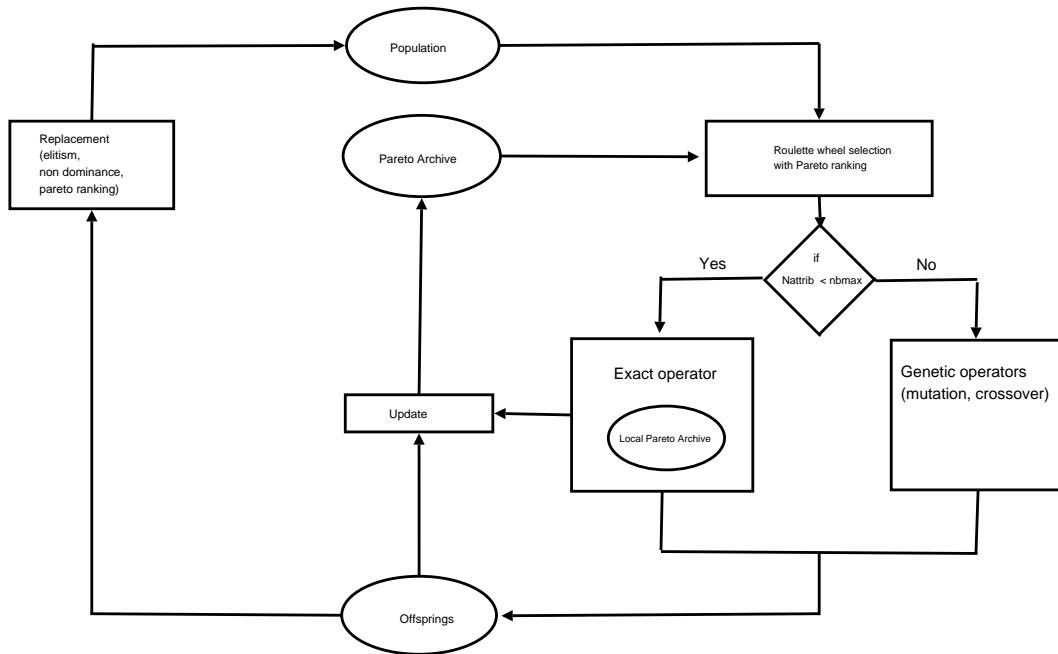 Population
Replacement
(elitism,
non dominance,
pareto ranking)
Pareto Archive
Roulette wheel selection
with Pareto ranking
if
Nattrib < nbmax
Yes
No
Exact operator
Local Pareto Archive
Genetic operators
(mutation, crossover)
Update
Offsprings